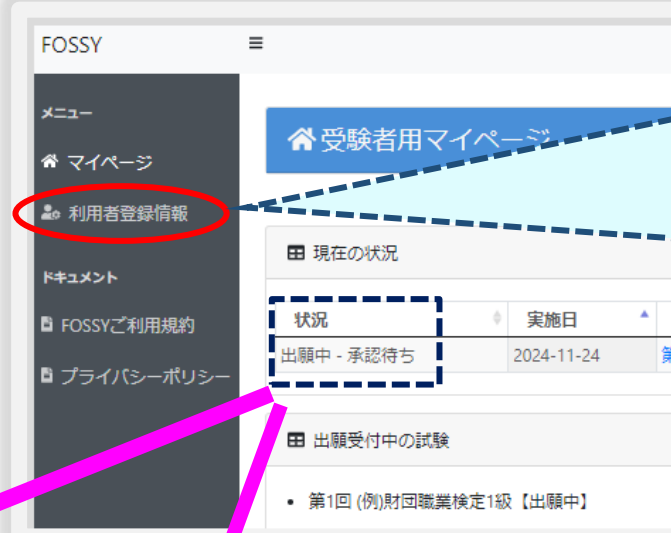 FOSSY
メニュー
マイページ
利用者登録情報
ドキュメント
FOSSYご利用規約
プライバシーポリシー
受験者用マイページ
現在の状況
状況 実施日
出願中 - 承認待ち 2024-11-24 第
出願受付中の試験
• 第1回 (例)財団職業検定1級【出願中】